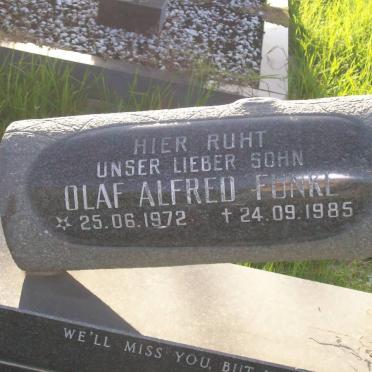 HIER RUHT
UNSER LIEBER SOHN
OLAF ALFRED FUNKE
☆ 25.06.1972 ✝ 24.09.1985
WE'LL MISS YOU, BUT